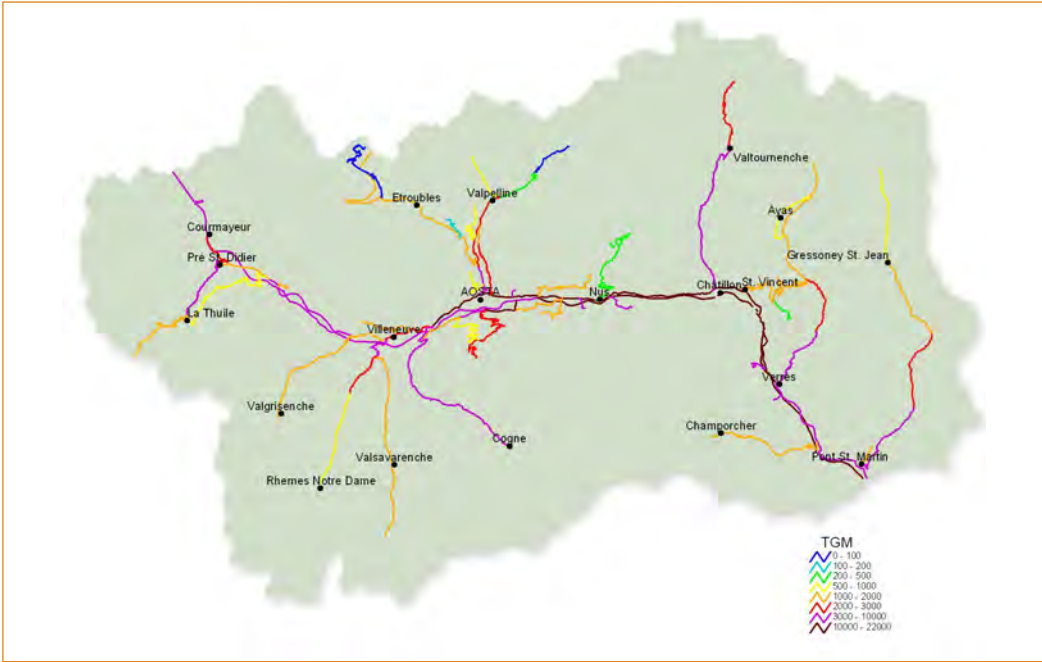 Valtournenche
Etroubles
Valpelline
Ayas
Courmayeur
Gressoney St. Jean
Pre St. Didier
AOSTA
Nus
Chatillon
St. Vincent
La Thuile
Villeneuve
Verres
Valgrisenche
Champorcher
Cogne
Pont St. Martin
Valsavarenche
Rhemes Notre Dame
TGM
0 - 100
100 - 200
200 - 500
500 - 1000
1000 - 2000
2000 - 3000
3000 - 10000
10000 - 22000